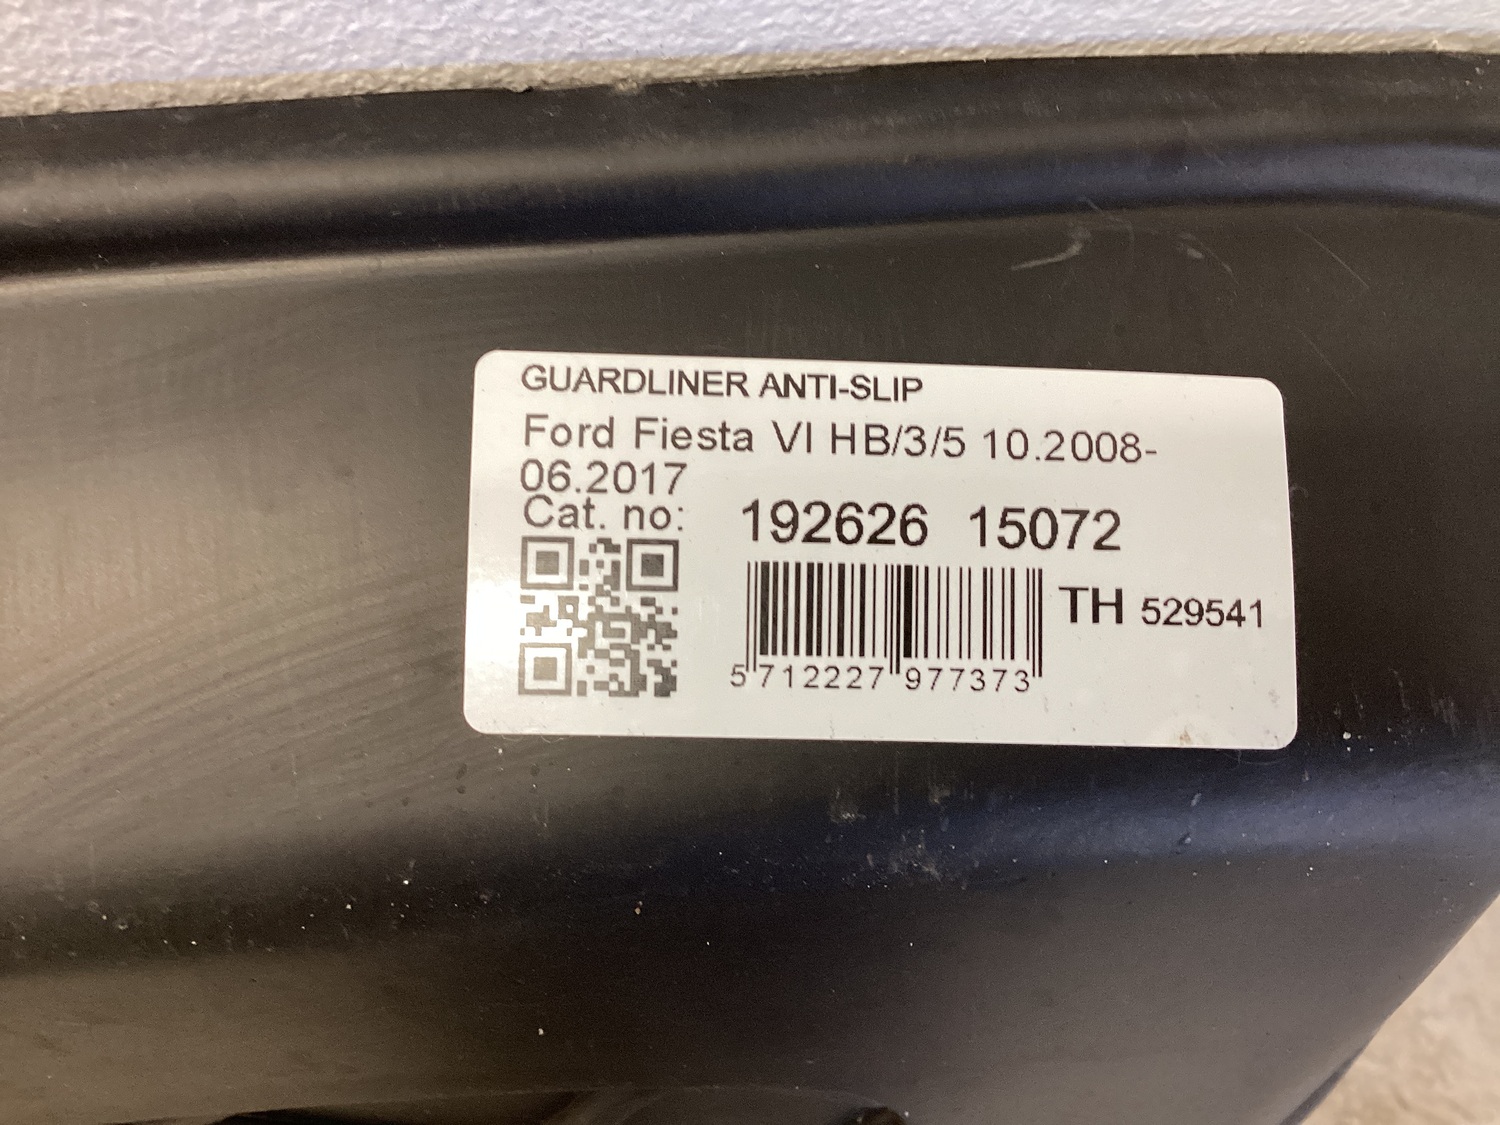 GUARDLINER ANTI-SLIP
Ford Fiesta VI HB/3/5 10.2008-
06.2017
Cat. no: 192626 15072
TH 529541
5 712227 977373